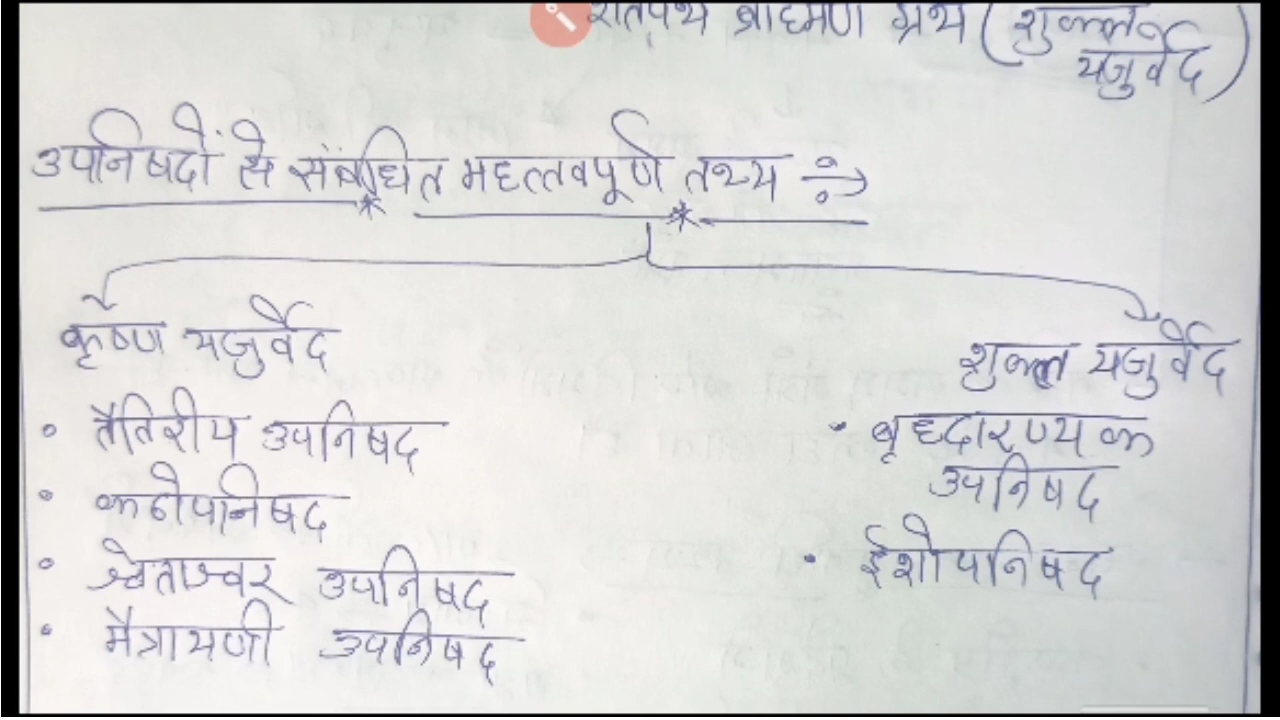 शतपथ ब्राह्मण ग्रंथ (शुक्ल
यजुर्वेद)
उपनिषदों से संबंधित महत्तवपूर्ण तथ्य ÷→
कृष्ण यजुर्वेद
शुक्ल यजुर्वेद
• तैतिरीय उपनिषद
• कठोपनिषद
• श्वेताश्वर उपनिषद
• मैत्रायणी उपनिषद
• बृहदारण्यक
उपनिषद
• ईशोपनिषद